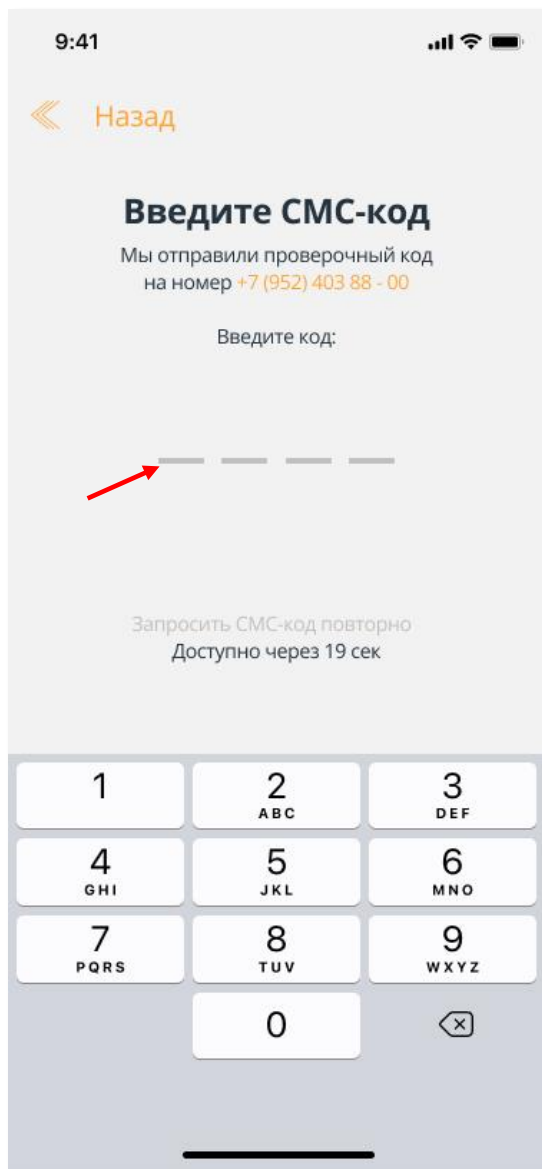 9:41
Назад
Введите СМС-код
Мы отправили проверочный код
на номер +7 (952) 403 88 - 00
Введите код:
Запросить СМС-код повторно
Доступно через 19 сек
1 2 3
ABC DEF
4 5 6
GHI JKL MNO
7 8 9
PQRS TUV WXYZ
0